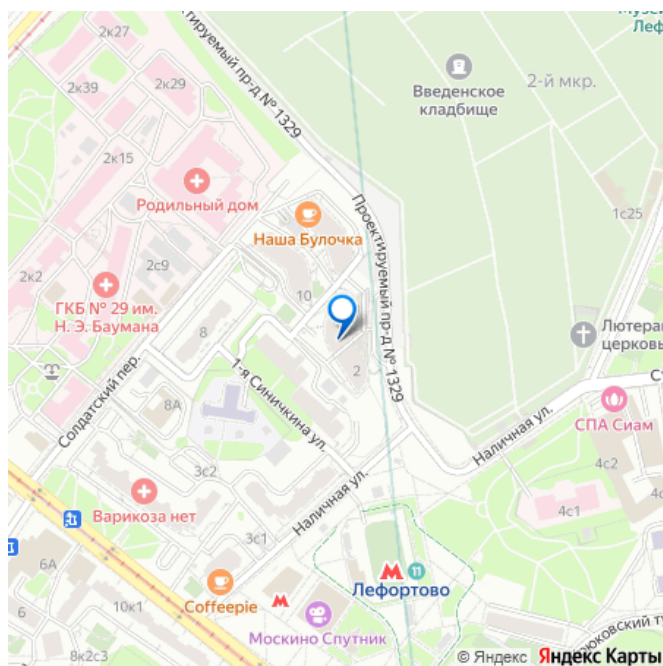 2к27
2к39
2к29
2к15
Родильный дом
2с9
2к2
ГКБ № 29 им.
Н. Э. Баумана
Наша Булочка
10
8
8А
Солдатский пер.
1-я Синичкина ул.
2
Проектируемый пр-д № 1329
Проектируемый пр-д № 1329
Введенское
кладбище
2-й мкр.
1с25
Лютеран
церковь
СПА Сиам
Наличная ул.
4с2
4с1
3с2
Варикоза нет
3с1
Наличная ул.
6А
6
10к1
8к2с3
Coffeepie
Москино Спутник
Лефортово
11
© Яндекс Яндекс Карты